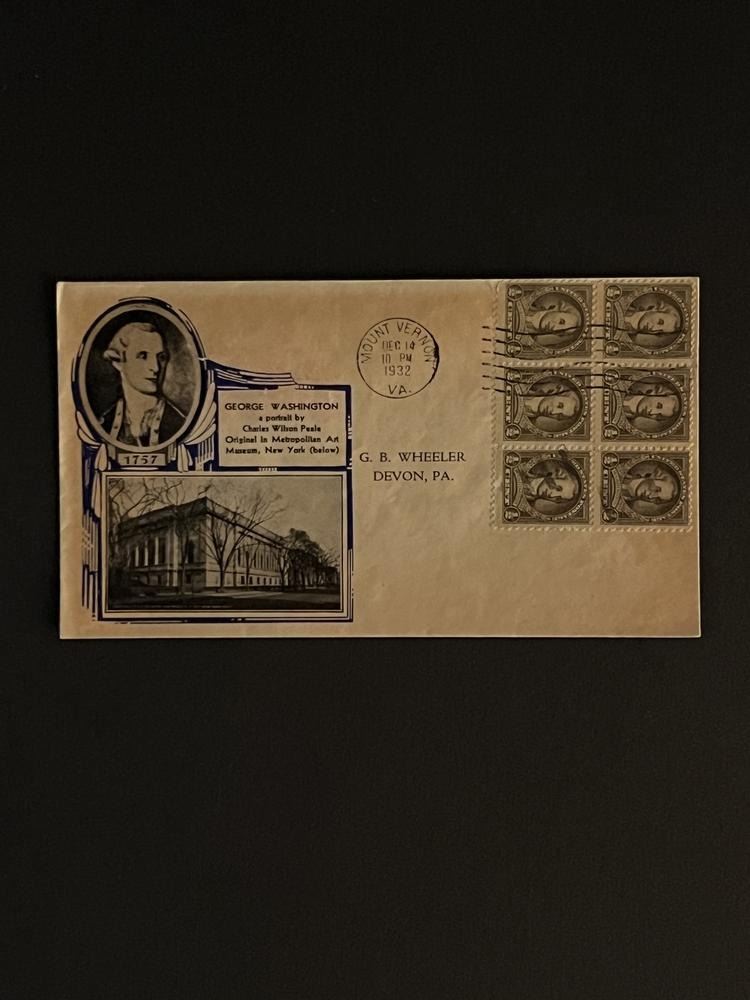 GEORGE WASHINGTON
a portrait by
Charles Wilson Peale
Original in Metropolitan Art
Museum, New York (below)
1757
MOUNT VERNON
DEC 14
10 PM
1932
VA.
G. B. WHEELER
DEVON, PA.